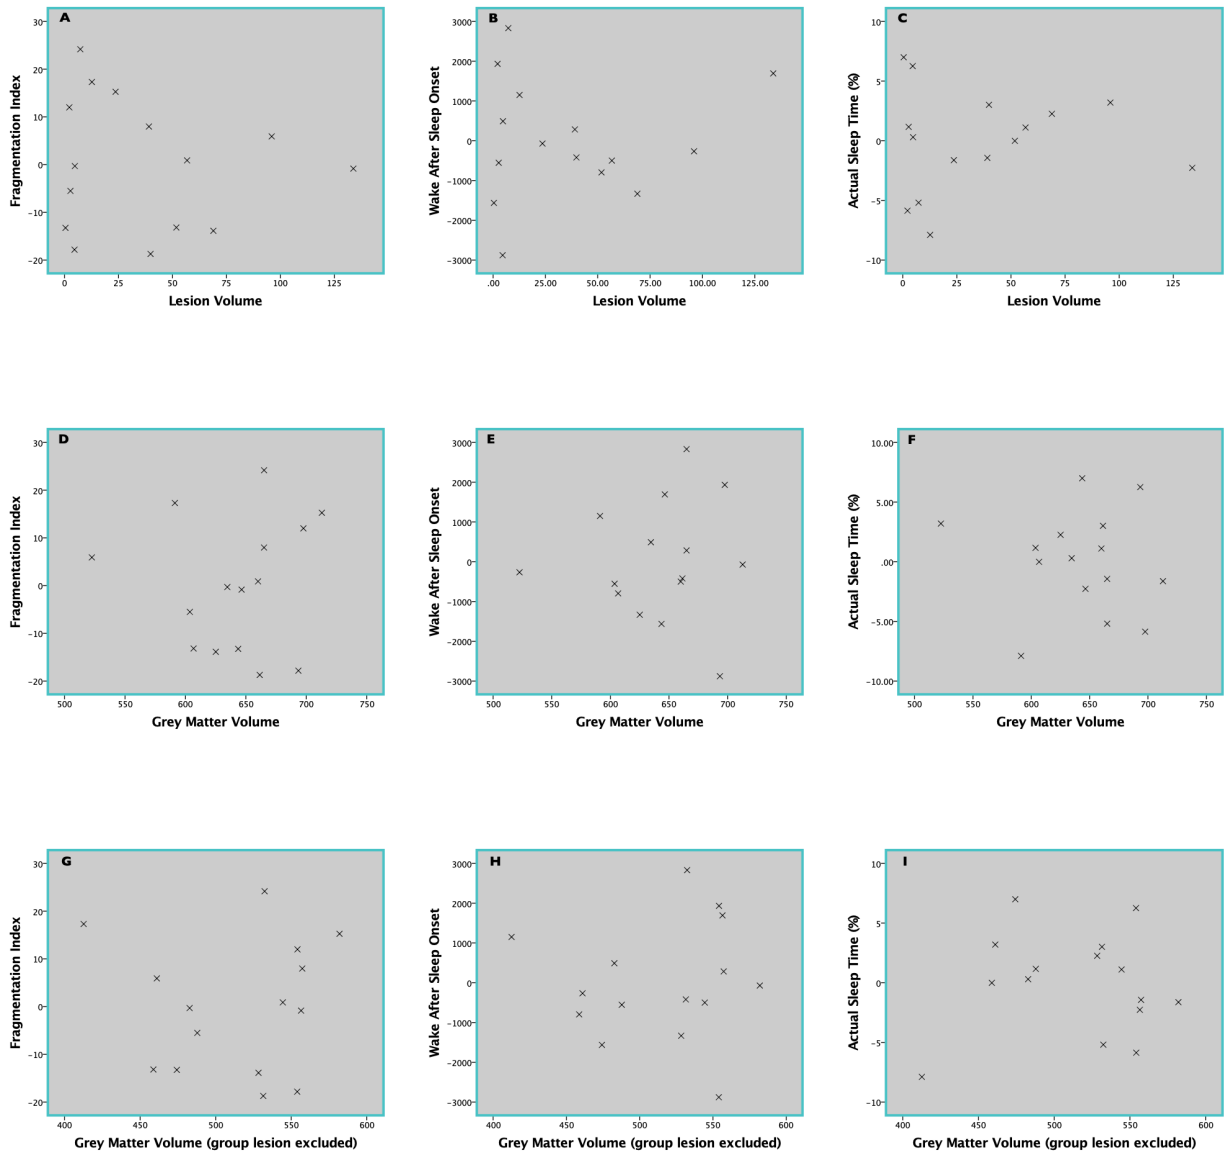 A
Fragmentation Index
30
20
10
0
−10
−20
0 25 50 75 100 125
Lesion Volume
B
Wake After Sleep Onset
3000
2000
1000
0
−1000
−2000
−3000
.00 25.00 50.00 75.00 100.00 125.00
Lesion Volume
C
Actual Sleep Time (%)
10
5
0
−5
−10
0 25 50 75 100 125
Lesion Volume
D
Fragmentation Index
30
20
10
0
−10
−20
500 550 600 650 700 750
Grey Matter Volume
E
Wake After Sleep Onset
3000
2000
1000
0
−1000
−2000
−3000
500 550 600 650 700 750
Grey Matter Volume
F
Actual Sleep Time (%)
10.00
5.00
.00
−5.00
−10.00
500 550 600 650 700 750
Grey Matter Volume
G
Fragmentation Index
30
20
10
0
−10
−20
400 450 500 550 600
Grey Matter Volume (group lesion excluded)
H
Wake After Sleep Onset
3000
2000
1000
0
−1000
−2000
−3000
400 450 500 550 600
Grey Matter Volume (group lesion excluded)
I
Actual Sleep Time (%)
10
5
0
−5
−10
400 450 500 550 600
Grey Matter Volume (group lesion excluded)